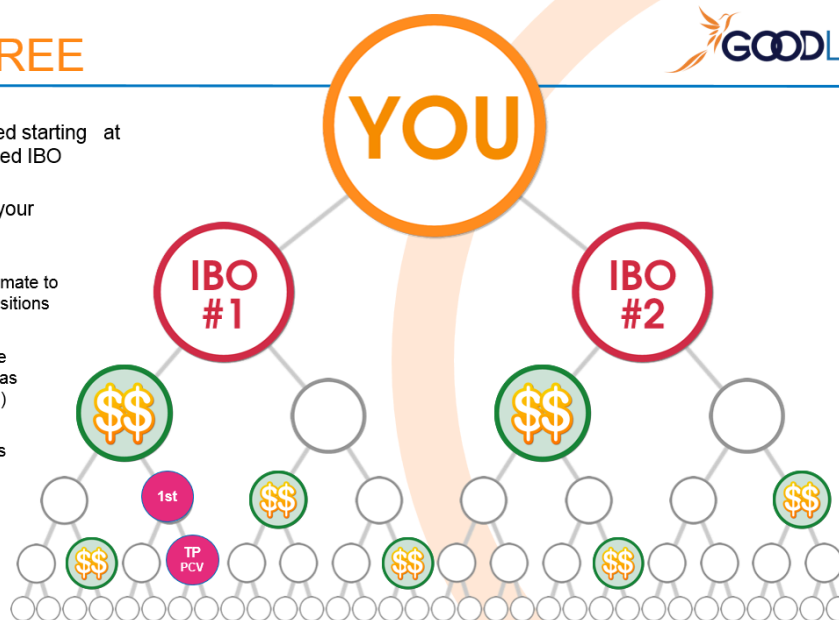 REE
GOODL
YOU
ed starting at
ed IBO
your
mate to
sitions
e
as
)
s
IBO
#1
IBO
#2
$$
$$
1st
$$
$$
$$
TP
PCV
$$
$$